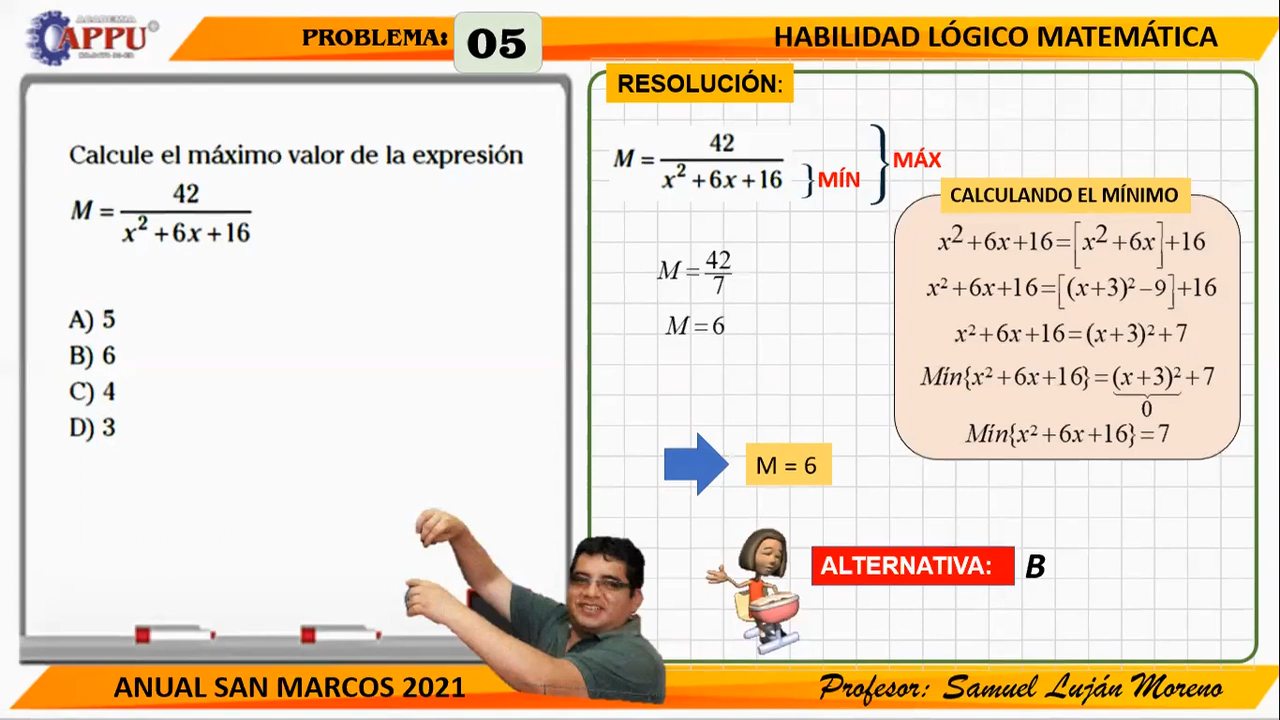 ACADEMIA
APPU
PROBLEMA: 05
HABILIDAD LÓGICO MATEMÁTICA
Calcule el máximo valor de la expresión
M = 42 / (x² + 6x + 16)
A) 5
B) 6
C) 4
D) 3
RESOLUCIÓN:
M = 42 / (x² + 6x + 16) } MÍN } MÁX
M = 42/7
M = 6
CALCULANDO EL MÍNIMO
x² + 6x + 16 = [x² + 6x] + 16
x² + 6x + 16 = [(x+3)² − 9] + 16
x² + 6x + 16 = (x+3)² + 7
Mín{x² + 6x + 16} = (x+3)² + 7
0
Mín{x² + 6x + 16} = 7
M = 6
ALTERNATIVA: B
ANUAL SAN MARCOS 2021
Profesor: Samuel Luján Moreno